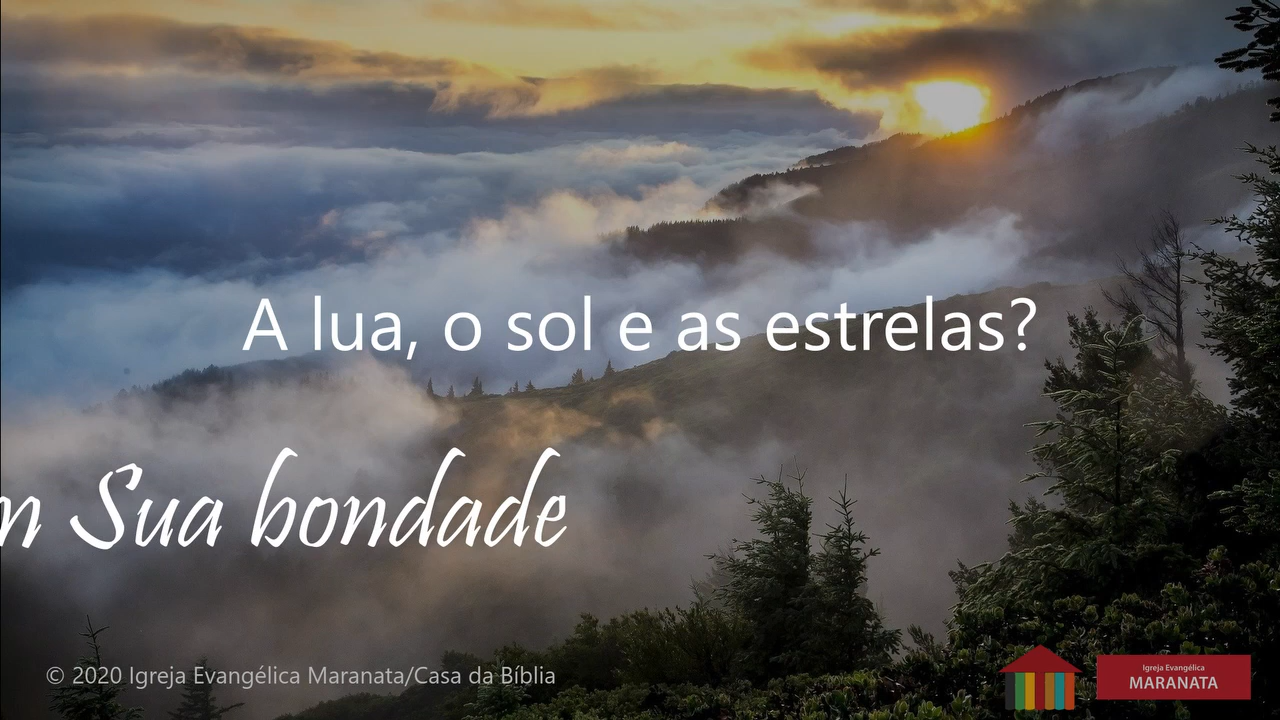 A lua, o sol e as estrelas?
Sua bondade
© 2020 Igreja Evangélica Maranata/Casa da Bíblia
Igreja Evangélica
MARANATA